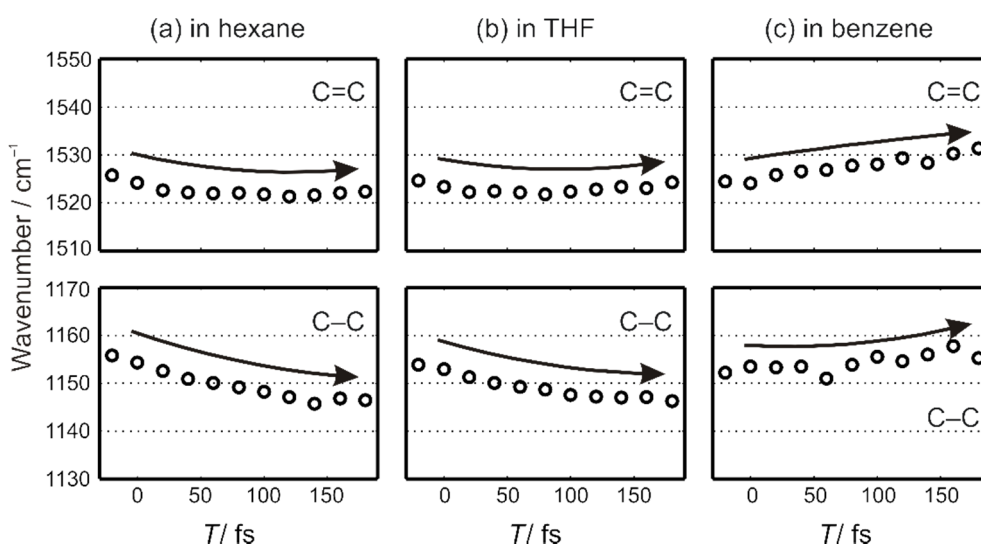 (a) in hexane
(b) in THF
(c) in benzene
Wavenumber / cm⁻¹
1550
1540
1530
1520
1510
C=C
C=C
C=C
1170
1160
1150
1140
1130
C–C
C–C
C–C
0 50 100 150
0 50 100 150
0 50 100 150
T/ fs
T/ fs
T/ fs